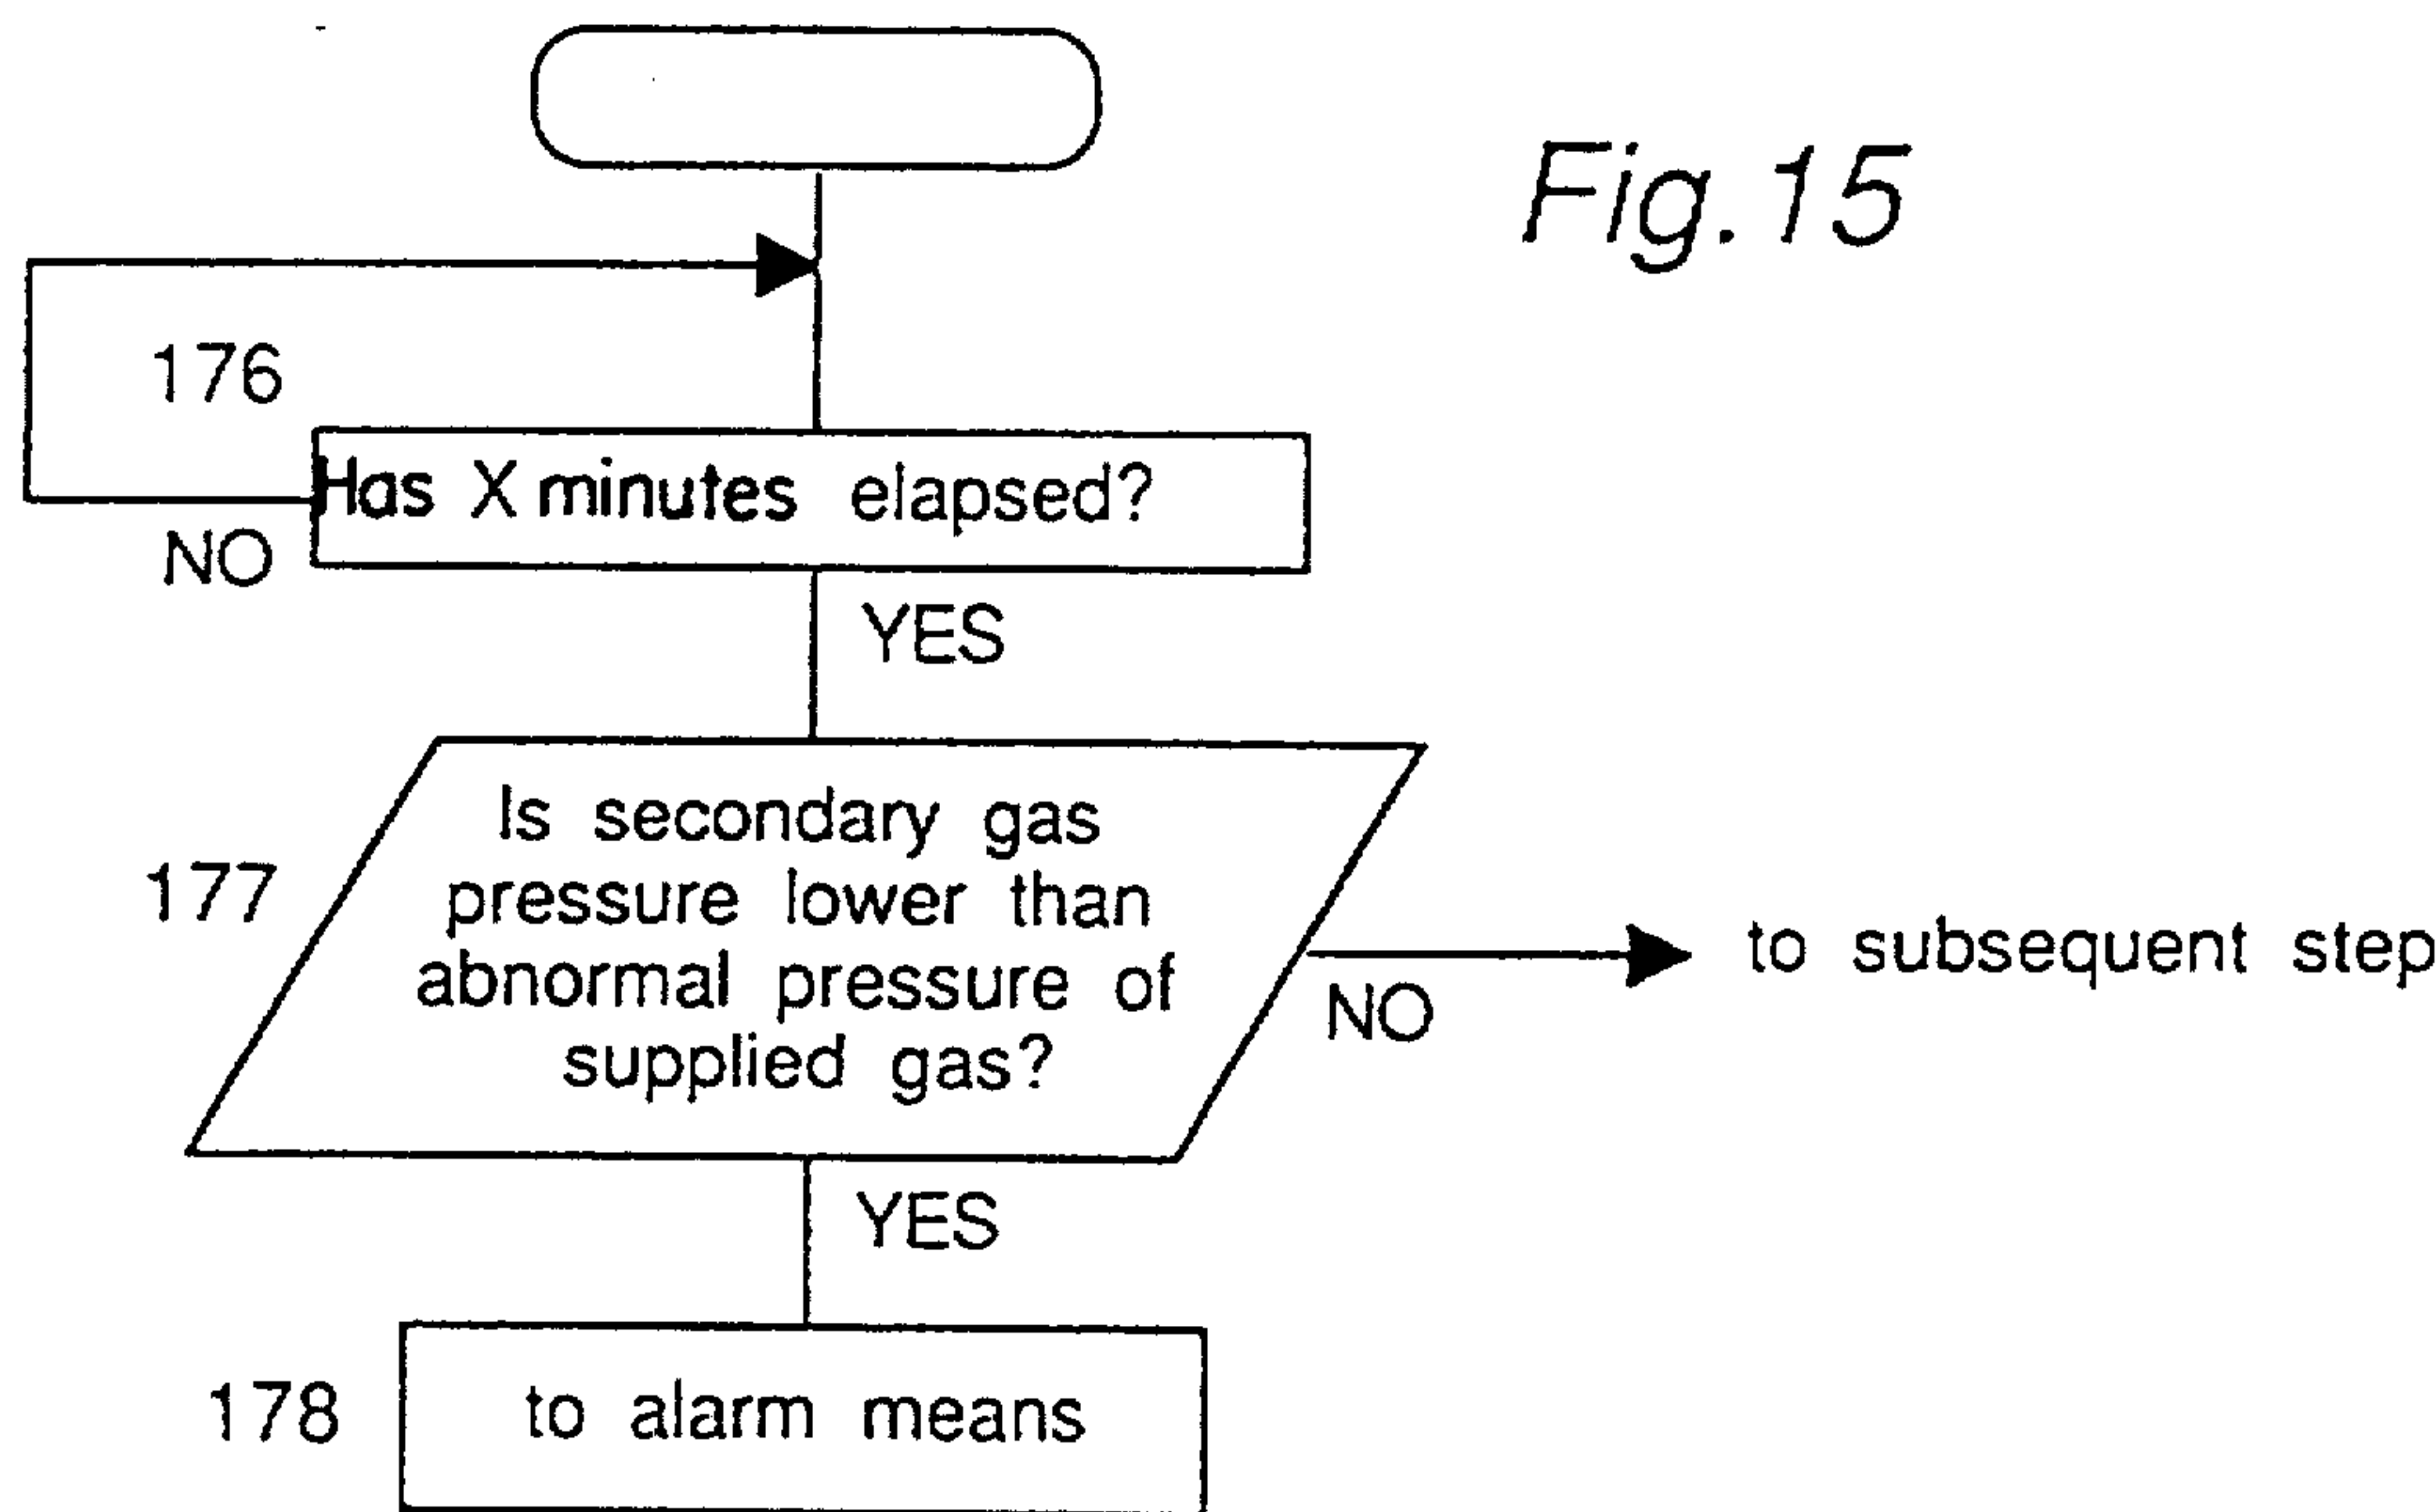 Fig.15
176
Has X minutes elapsed?
NO
YES
177
Is secondary gas
pressure lower than
abnormal pressure of
supplied gas?
to subsequent step
NO
YES
178
to alarm means